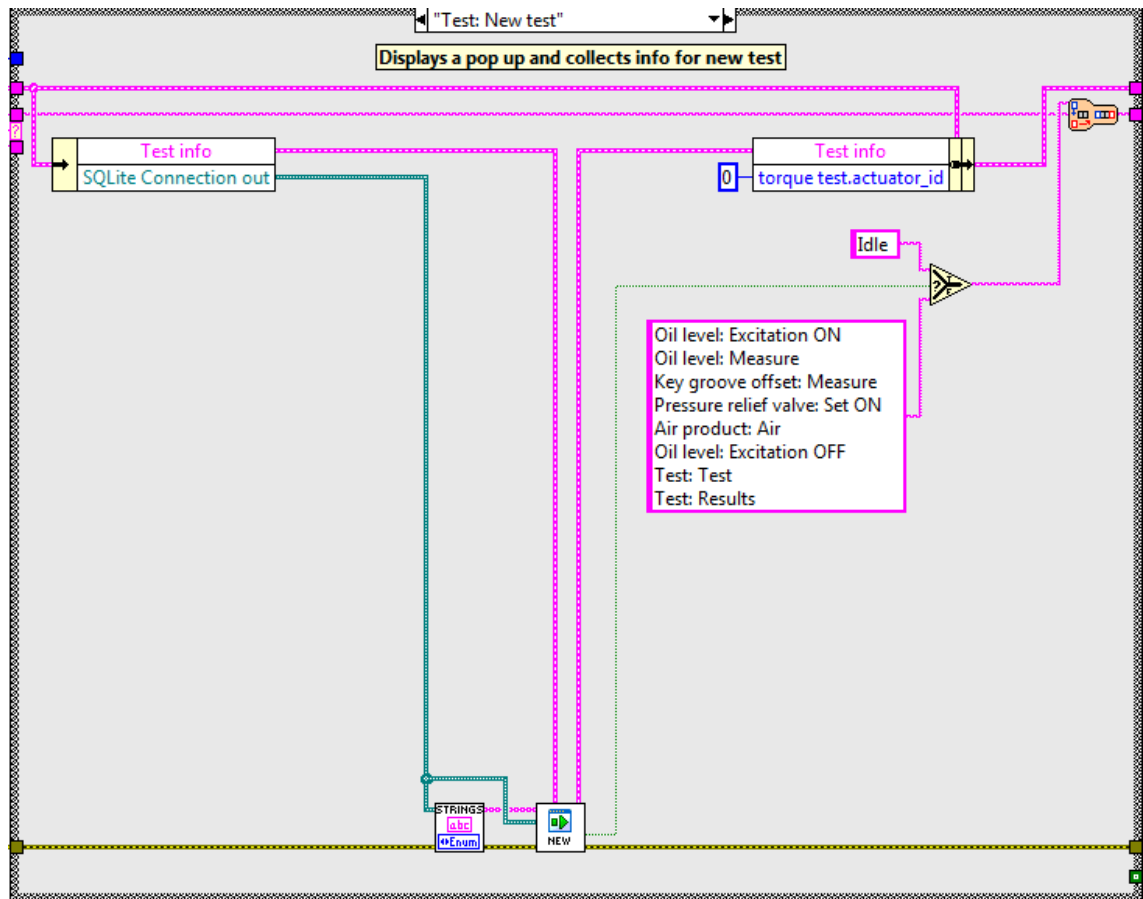 "Test: New test"
Displays a pop up and collects info for new test
?
Test info
SQLite Connection out
Test info
0
torque test.actuator_id
Idle
?
T
F
Oil level: Excitation ON
Oil level: Measure
Key groove offset: Measure
Pressure relief valve: Set ON
Air product: Air
Oil level: Excitation OFF
Test: Test
Test: Results
STRINGS
abc
Enum
NEW